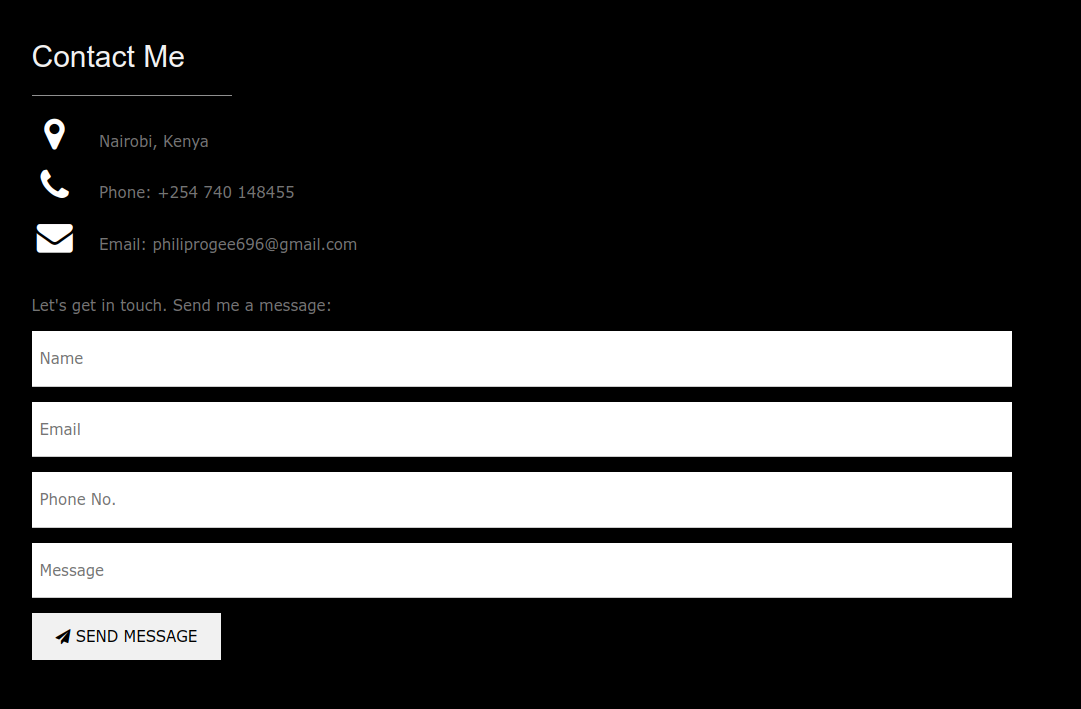 Contact Me
Nairobi, Kenya
Phone: +254 740 148455
Email: philiprogee696@gmail.com
Let's get in touch. Send me a message:
Name
Email
Phone No.
Message
SEND MESSAGE